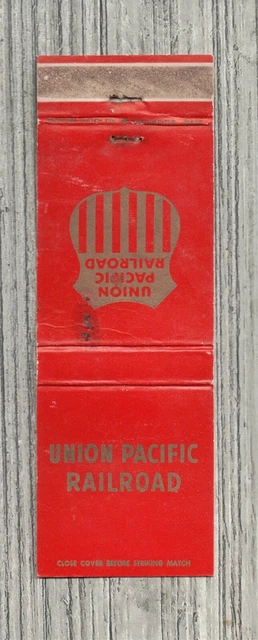 UNION
PACIFIC
RAILROAD
UNION PACIFIC
RAILROAD
CLOSE COVER BEFORE STRIKING MATCH